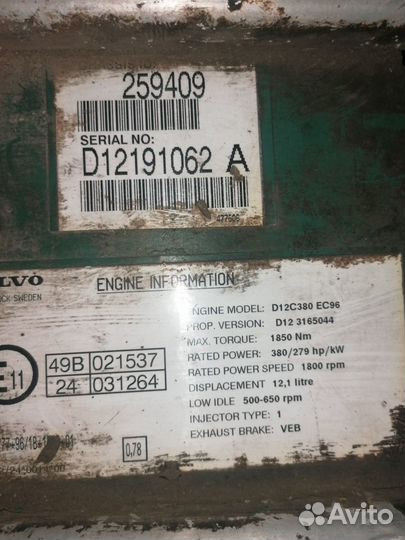 259409
SERIAL NO:
D12191062 A
477606
ENGINE INFORMATION
SWEDEN
ENGINE MODEL: D12C380 EC96
PROP. VERSION: D12 3165044
MAX. TORQUE: 1850 Nm
RATED POWER: 380/279 hp/kW
RATED POWER SPEED 1800 rpm
DISPLACEMENT 12,1 litre
LOW IDLE 500-650 rpm
INJECTOR TYPE: 1
EXHAUST BRAKE: VEB
E11
49B 021537
24 031264
0,78
Avito